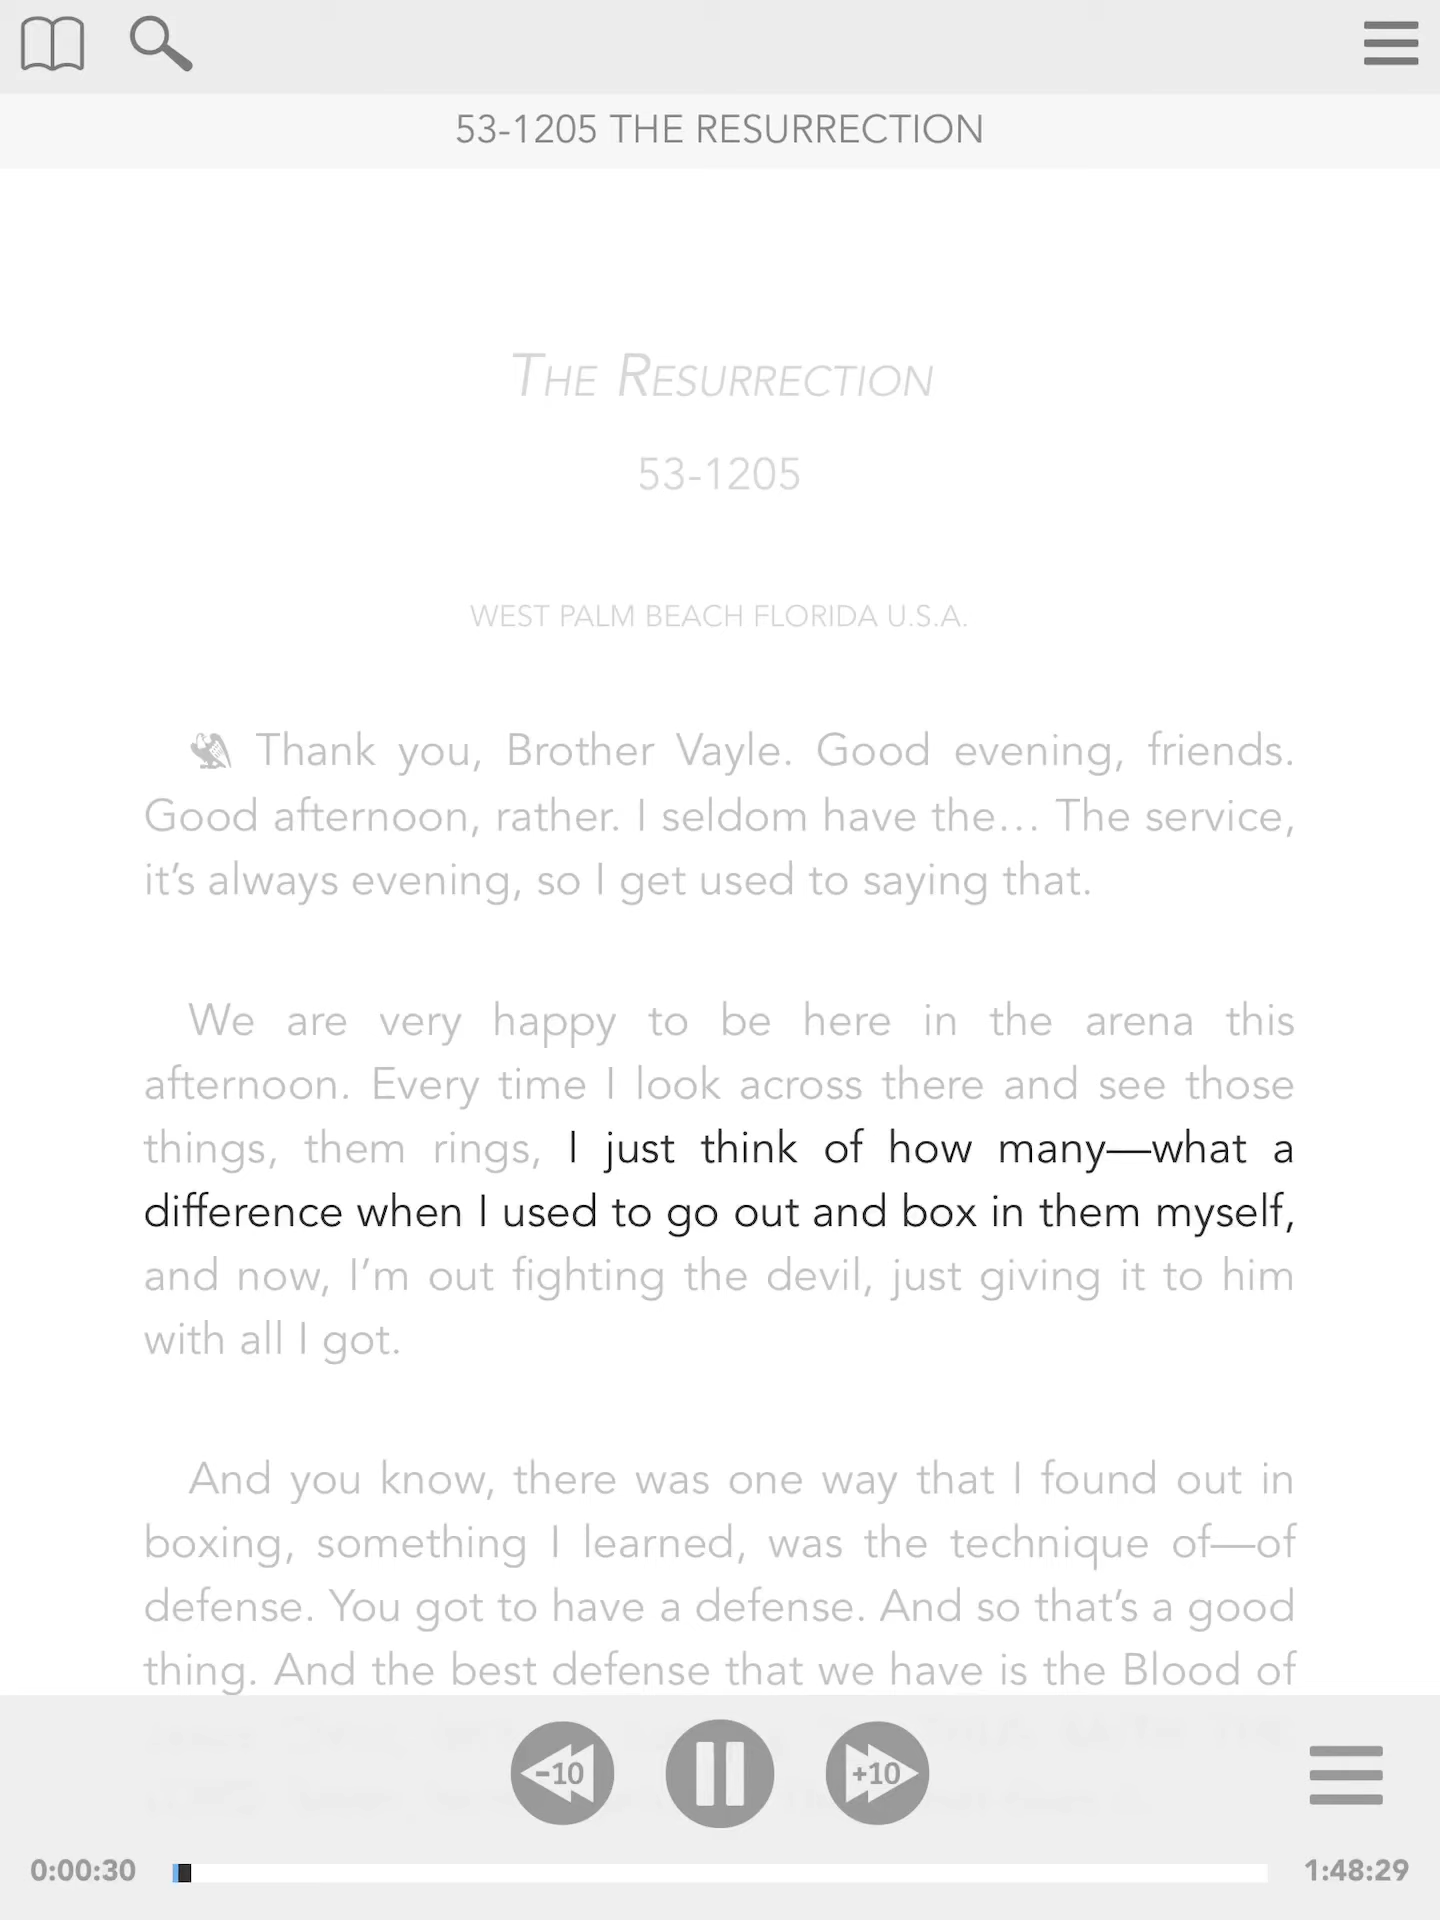 53-1205 THE RESURRECTION
THE RESURRECTION
53-1205
WEST PALM BEACH FLORIDA U.S.A.
Thank you, Brother Vayle. Good evening, friends.
Good afternoon, rather. I seldom have the… The service,
it’s always evening, so I get used to saying that.
We are very happy to be here in the arena this
afternoon. Every time I look across there and see those
things, them rings, I just think of how many—what a
difference when I used to go out and box in them myself,
and now, I’m out fighting the devil, just giving it to him
with all I got.
And you know, there was one way that I found out in
boxing, something I learned, was the technique of—of
defense. You got to have a defense. And so that’s a good
thing. And the best defense that we have is the Blood of
-10
+10
0:00:30
1:48:29